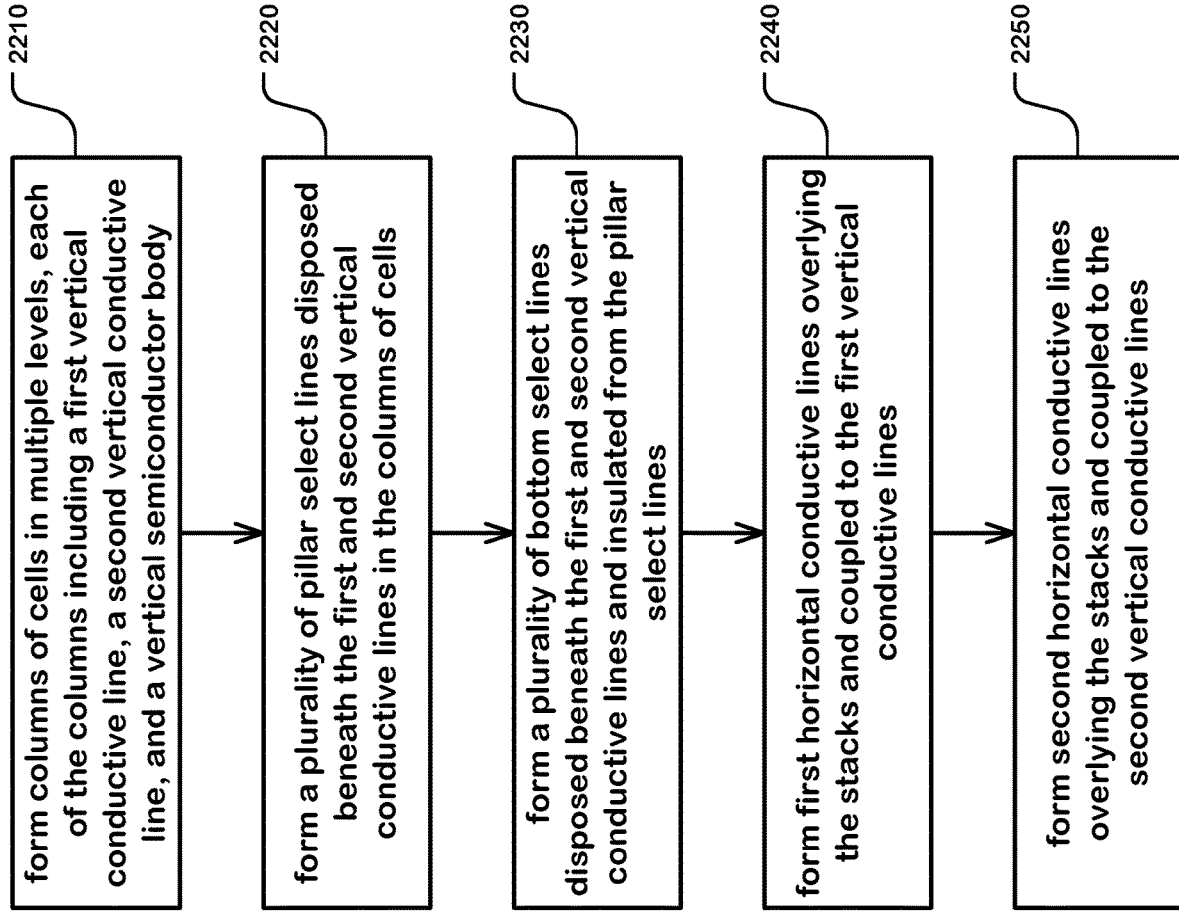 2210
form columns of cells in multiple levels, each
of the columns including a first vertical
conductive line, a second vertical conductive
line, and a vertical semiconductor body
2220
form a plurality of pillar select lines disposed
beneath the first and second vertical
conductive lines in the columns of cells
2230
form a plurality of bottom select lines
disposed beneath the first and second vertical
conductive lines and insulated from the pillar
select lines
2240
form first horizontal conductive lines overlying
the stacks and coupled to the first vertical
conductive lines
2250
form second horizontal conductive lines
overlying the stacks and coupled to the
second vertical conductive lines